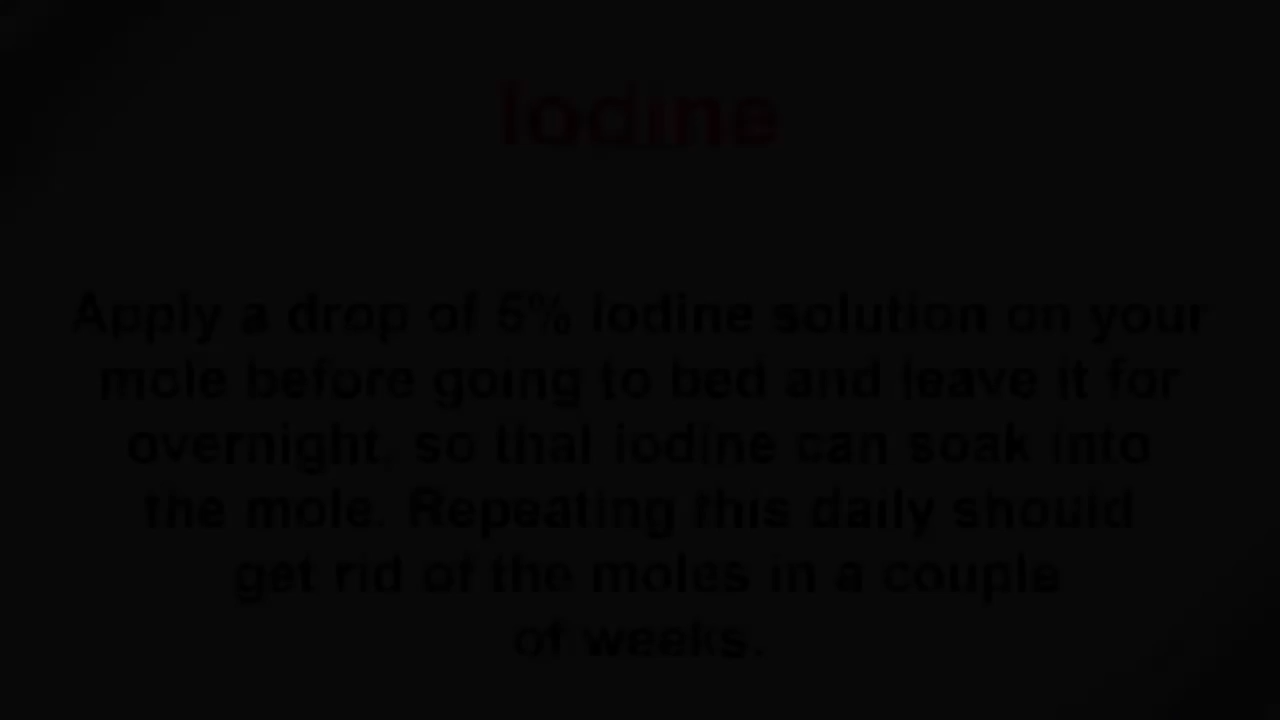 Iodine
Apply a drop of 5% iodine solution on your
mole before going to bed and leave it for
overnight, so that iodine can soak into
the mole. Repeating this daily should
get rid of the moles in a couple
of weeks.